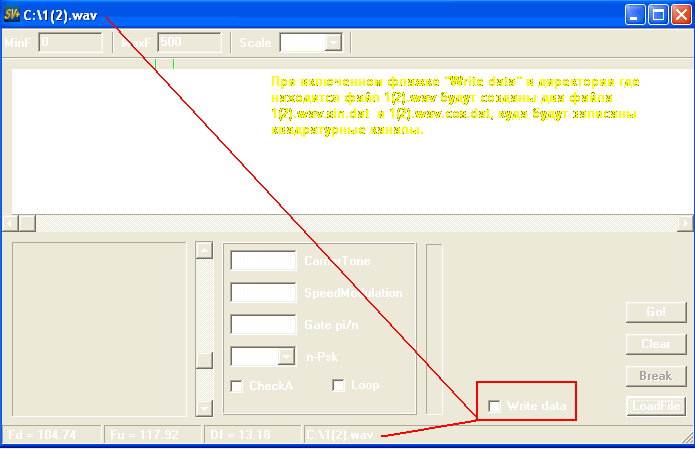 SV+ C:\1(2).wav
MinF 0 MaxF 500 Scale
При включенном флажке "Write data" в директории где
находится файл 1(2).wav будут созданы два файла
1(2).wav.sin.dat и 1(2).wav.cos.dat, куда будут записаны
квадратурные каналы.
CarrierTone
SpeedModulation
Gate pi/n
n-Psk
CheckA Loop
Go!
Clear
Break
Write data LoadFile
Fd = 104.74 Fu = 117.92 Df = 13.18 C:\1(2).wav